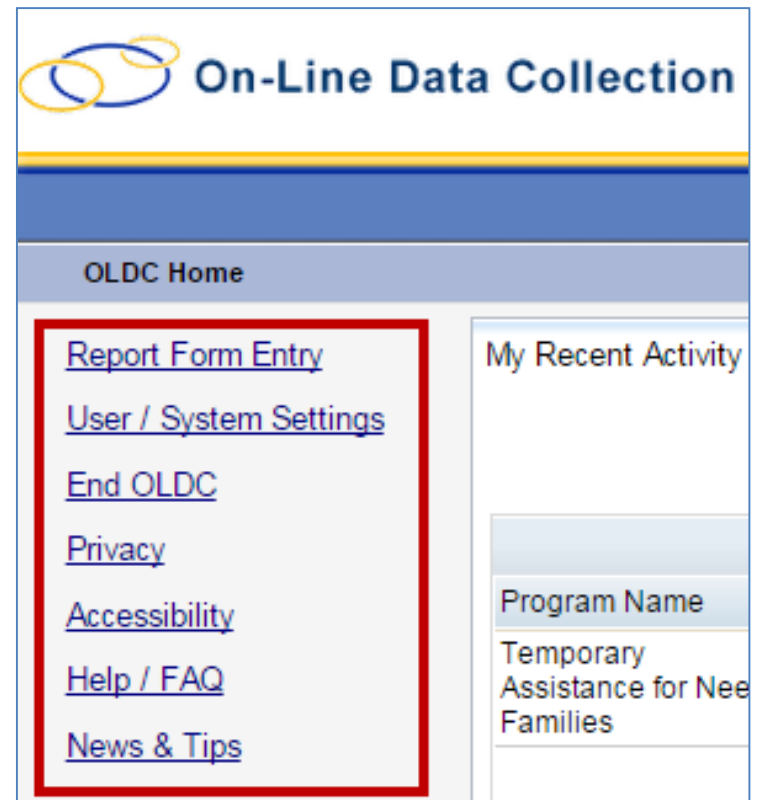 On-Line Data Collection
OLDC Home
Report Form Entry
User / System Settings
End OLDC
Privacy
Accessibility
Help / FAQ
News & Tips
My Recent Activity
Program Name
Temporary
Assistance for Nee
Families